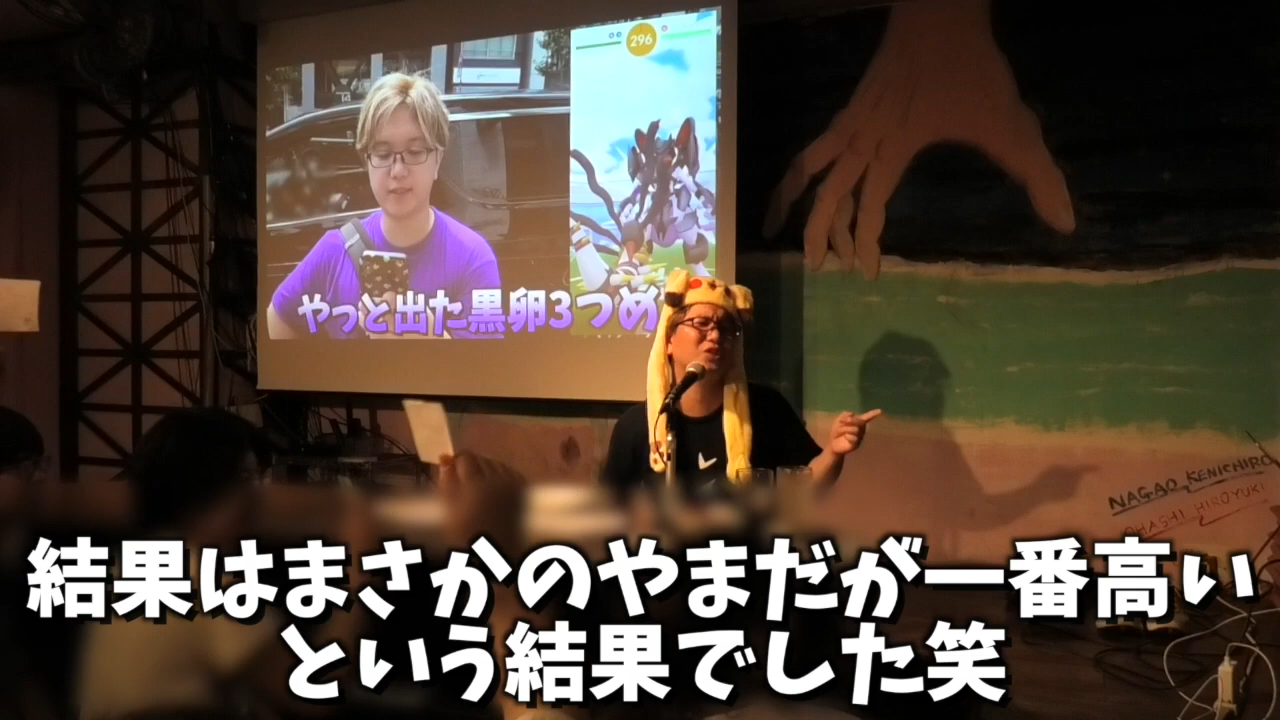 296
やっと出た黒卵3つめ
NAGAO KENICHIRO
OHASHI HIROYUKI
結果はまさかのやまだが一番高い
という結果でした笑